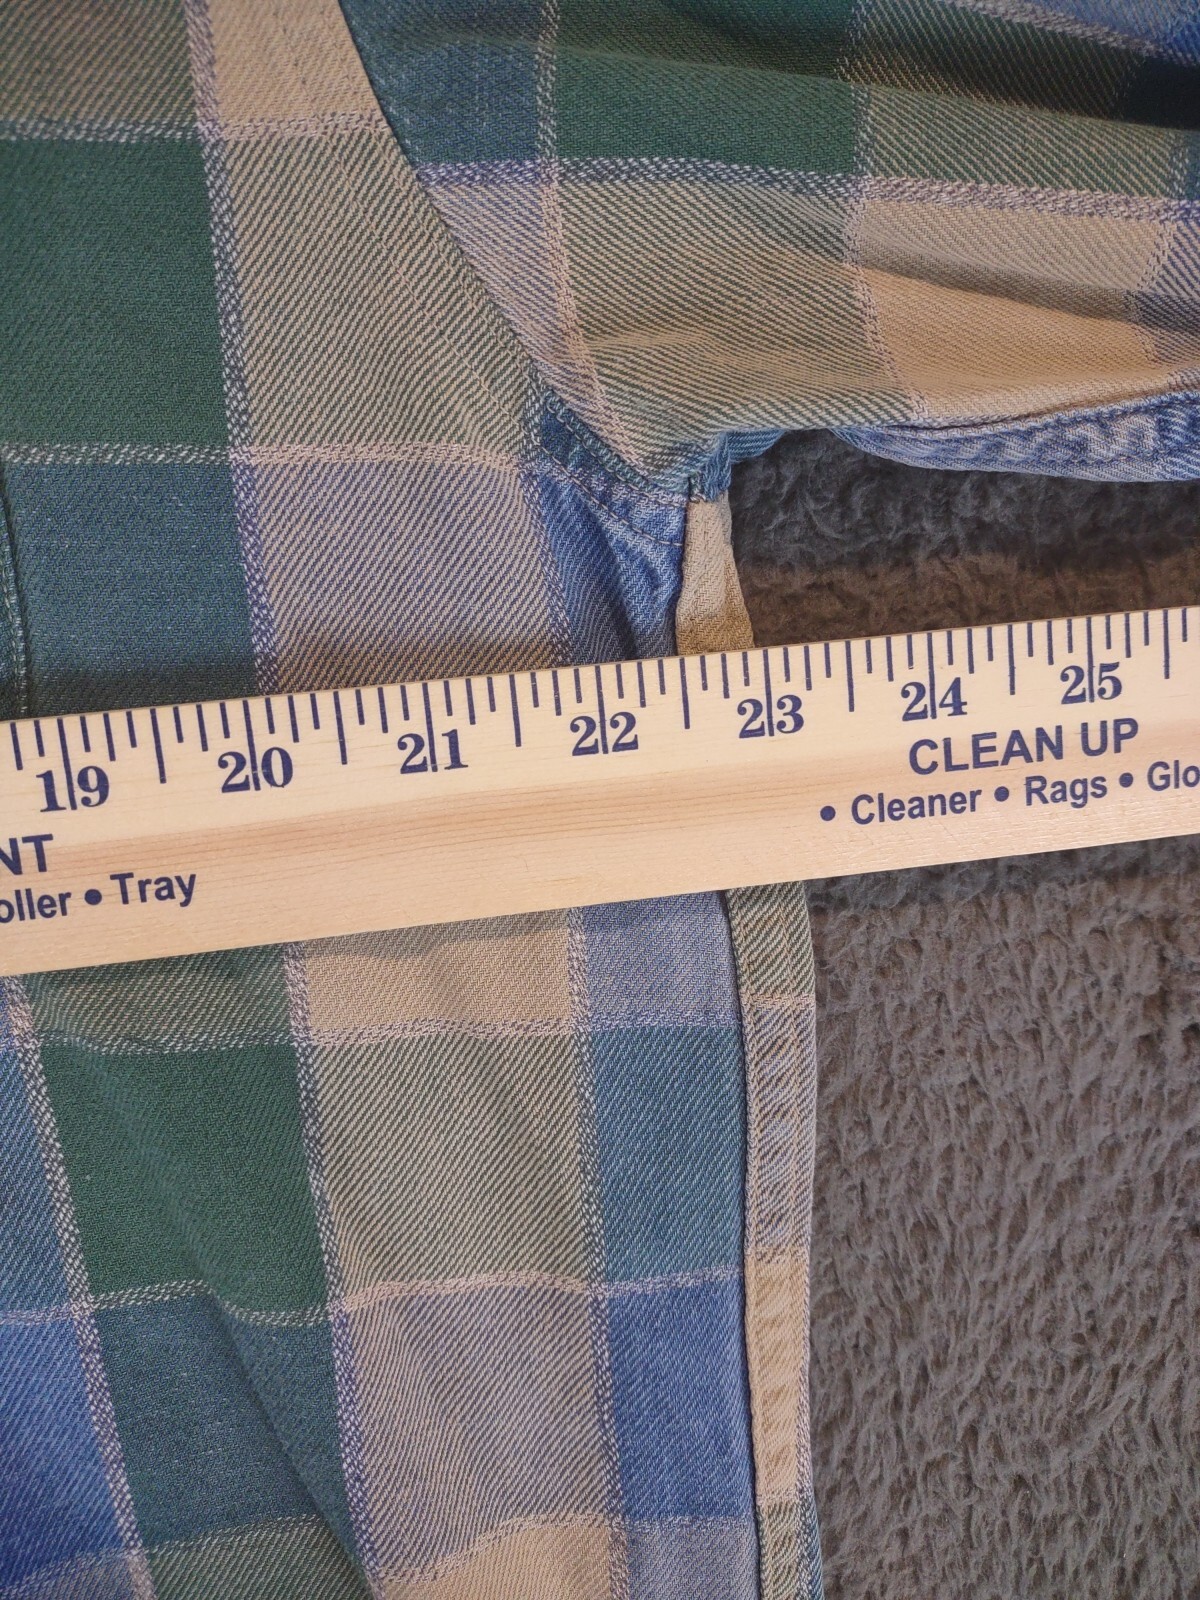 19 20 21 22 23 24 25
CLEAN UP
NT
• Cleaner • Rags • Glo
oller • Tray